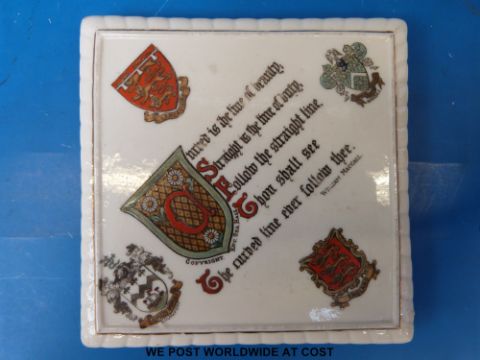 Curved is the line of beauty,
Straight is the line of duty,
Follow the straight line,
Thou shall see
The curved line ever follow thee.
William Maccall.
Copyright
WE POST WORLDWIDE AT COST